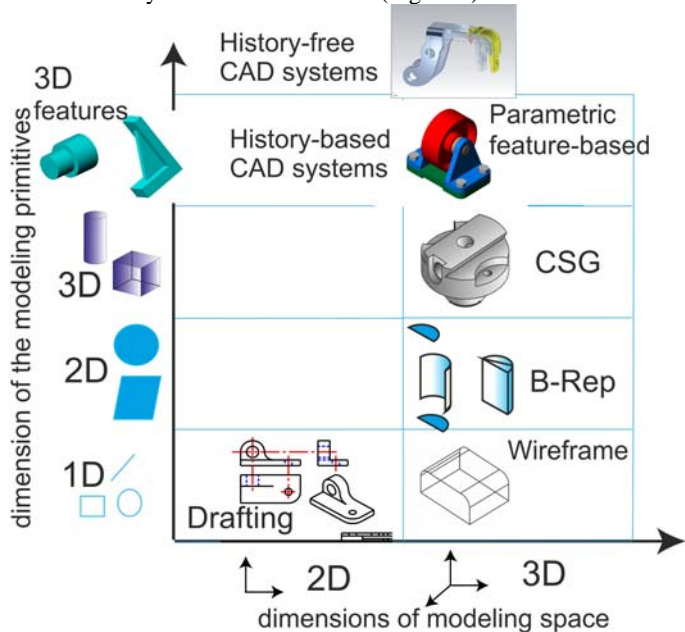 History-free
CAD systems
3D
features
History-based
CAD systems
Parametric
feature-based
dimension of the modeling primitives
3D
CSG
2D
B-Rep
1D
Wireframe
Drafting
2D
3D
dimensions of modeling space